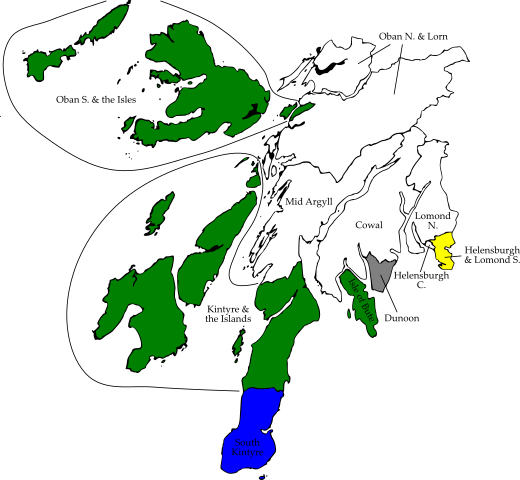 Oban N. & Lorn
Oban S. & the Isles
Mid Argyll
Lomond
N.
Cowal
Helensburgh
& Lomond S.
Helensburgh
C.
Isle of Bute
Kintyre &
the Islands
Dunoon
South
Kintyre